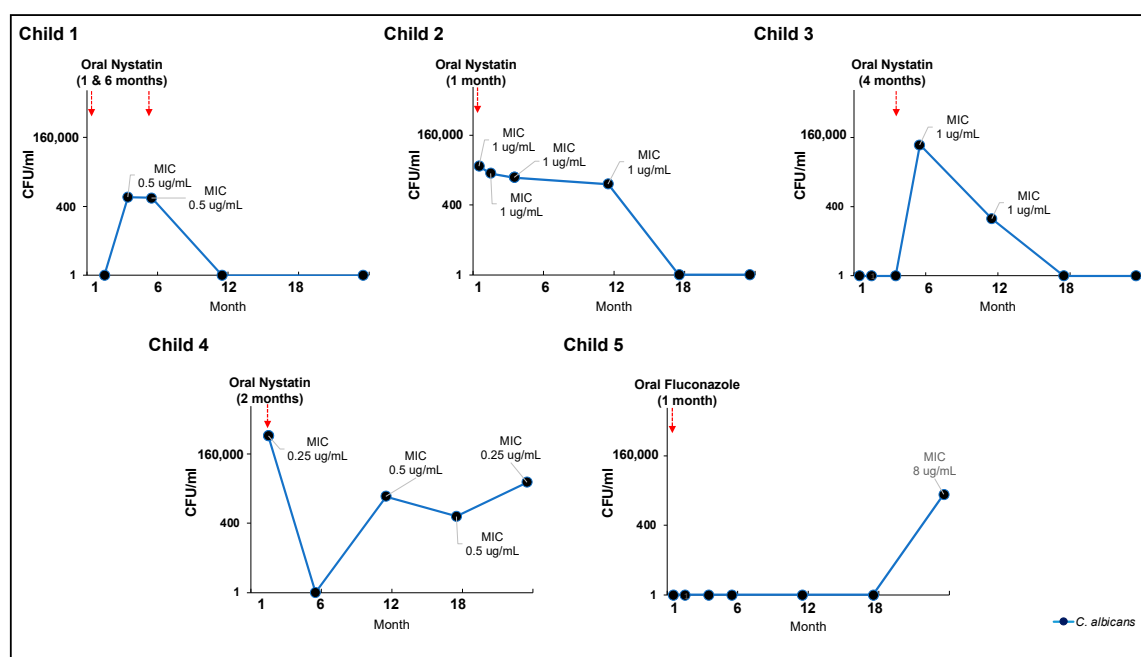 Child 1
Oral Nystatin
(1 & 6 months)
160,000
400
1
CFU/ml
MIC
0.5 ug/mL
MIC
0.5 ug/mL
1
6
12
18
Month
Child 2
Oral Nystatin
(1 month)
160,000
400
1
CFU/ml
MIC
1 ug/mL
MIC
1 ug/mL
MIC
1 ug/mL
MIC
1 ug/mL
1
6
12
18
Month
Child 3
Oral Nystatin
(4 months)
160,000
400
1
CFU/ml
MIC
1 ug/mL
MIC
1 ug/mL
1
6
12
18
Month
Child 4
Oral Nystatin
(2 months)
160,000
400
1
CFU/ml
MIC
0.25 ug/mL
MIC
0.5 ug/mL
MIC
0.5 ug/mL
MIC
0.25 ug/mL
1
6
12
18
Month
Child 5
Oral Fluconazole
(1 month)
160,000
400
1
CFU/ml
MIC
8 ug/mL
1
6
12
18
Month
C. albicans